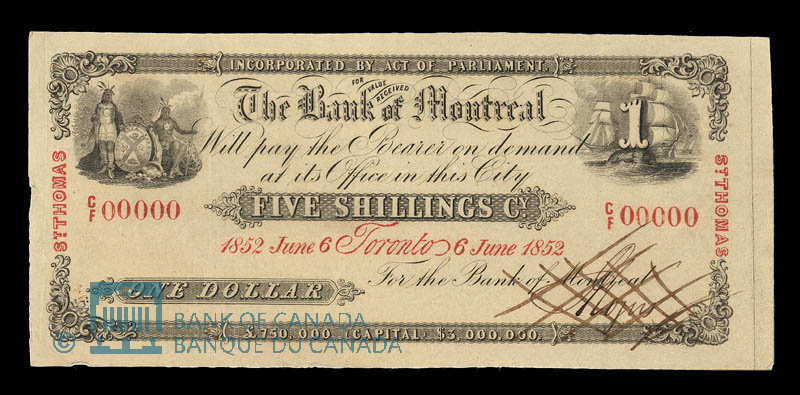 INCORPORATED BY ACT OF PARLIAMENT.
FOR VALUE RECEIVED
The Bank of Montreal
1
Will pay the Bearer on demand
at its Office in this City
ST. THOMAS
ST. THOMAS
C/F 00000
FIVE SHILLINGS CY.
C/F 00000
1852 June 6 Toronto 6 June 1852
For the Bank of Montreal
ONE DOLLAR
£ 750,000. (CAPITAL) $3,000,000.
© BANK OF CANADA
BANQUE DU CANADA